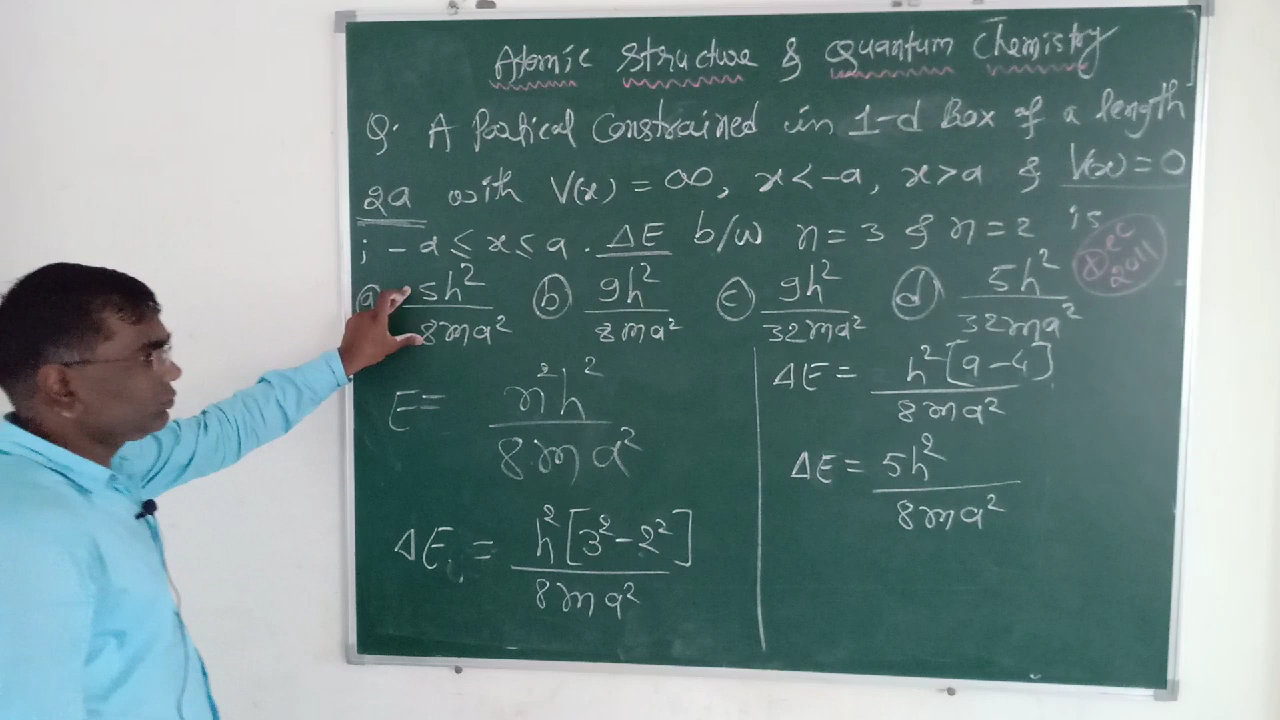 Atomic Structure & Quantum Chemistry
Q. A Partical Constrained in 1-d Box of a length
2a with V(x) = ∞, x < -a, x > a & V(x) = 0
; -a ≤ x ≤ a . ΔE b/w n = 3 & n = 2 is
Dec 2011
ⓐ 5h²/8ma² ⓑ 9h²/8ma² ⓒ 9h²/32ma² ⓓ 5h²/32ma²
E = n²h²/8ma²
ΔE = h²[3²-2²]/8ma²
ΔE = h²[9-4]/8ma²
ΔE = 5h²/8ma²